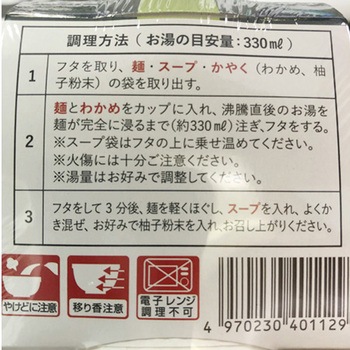 調理方法（お湯の目安量：330㎖）
1
フタを取り、麺・スープ・かやく（わかめ、柚
子粉末）の袋を取り出す。
2
麺とわかめをカップに入れ、沸騰直後のお湯を
麺が完全に浸るまで（約330㎖）注ぎ、フタをする。
※スープ袋はフタの上に乗せ温めてください。
※火傷には十分ご注意ください。
※湯量はお好みで調整してください。
3
フタをして3分後、麺を軽くほぐし、スープを入れ、よくか
き混ぜ、お好みで柚子粉末を入れ、お召し上がりください。
やけどに注意
移り香注意
電子レンジ
調理不可
4 970230 401129